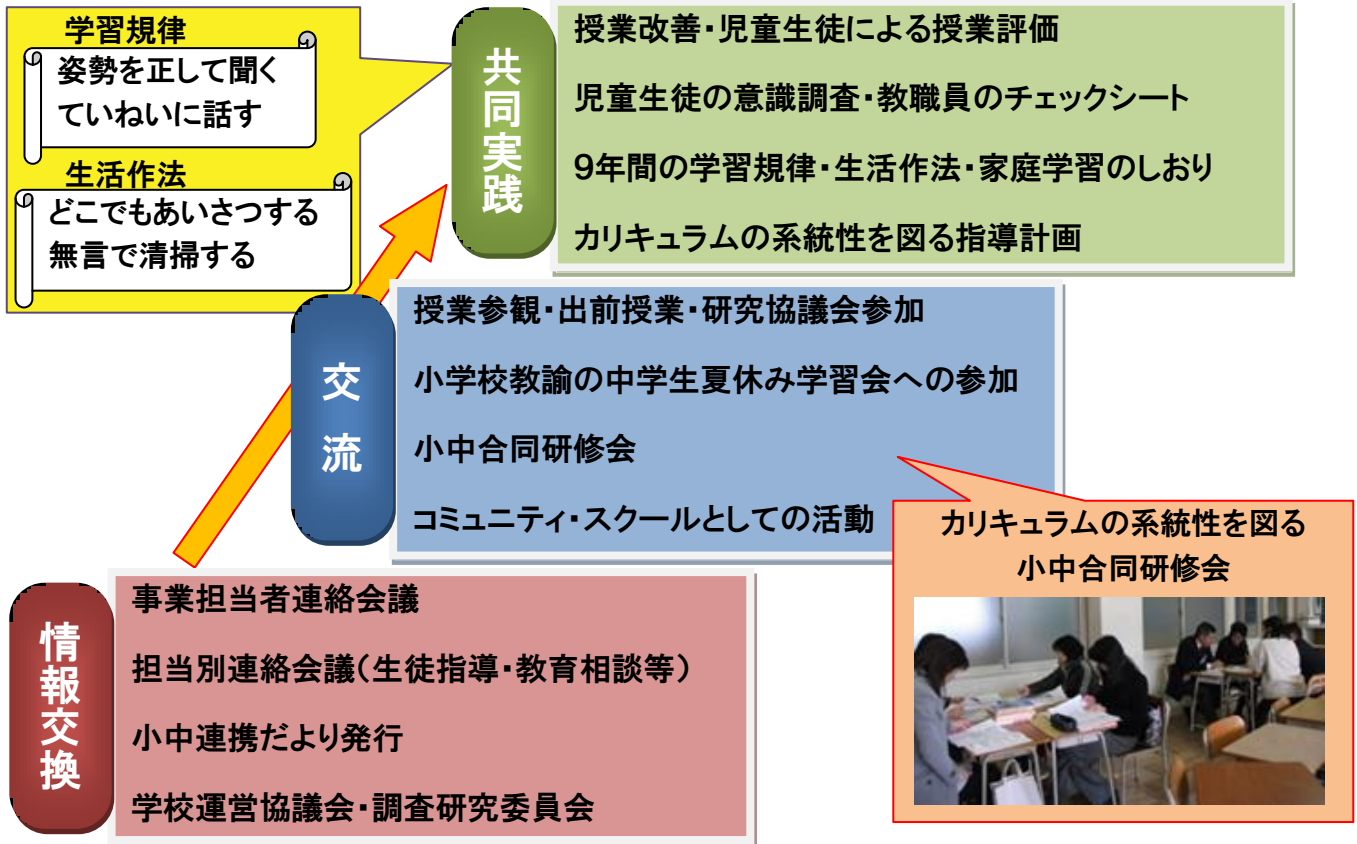 学習規律
姿勢を正して聞く
ていねいに話す
生活作法
どこでもあいさつする
無言で清掃する
共同実践
授業改善・児童生徒による授業評価
児童生徒の意識調査・教職員のチェックシート
9年間の学習規律・生活作法・家庭学習のしおり
カリキュラムの系統性を図る指導計画
交流
授業参観・出前授業・研究協議会参加
小学校教諭の中学生夏休み学習会への参加
小中合同研修会
コミュニティ・スクールとしての活動
カリキュラムの系統性を図る
小中合同研修会
情報交換
事業担当者連絡会議
担当別連絡会議(生徒指導・教育相談等)
小中連携だより発行
学校運営協議会・調査研究委員会